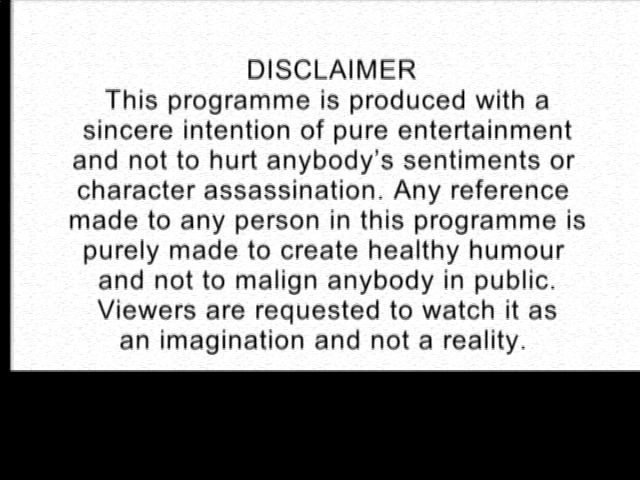 DISCLAIMER
This programme is produced with a
sincere intention of pure entertainment
and not to hurt anybody's sentiments or
character assassination. Any reference
made to any person in this programme is
purely made to create healthy humour
and not to malign anybody in public.
Viewers are requested to watch it as
an imagination and not a reality.